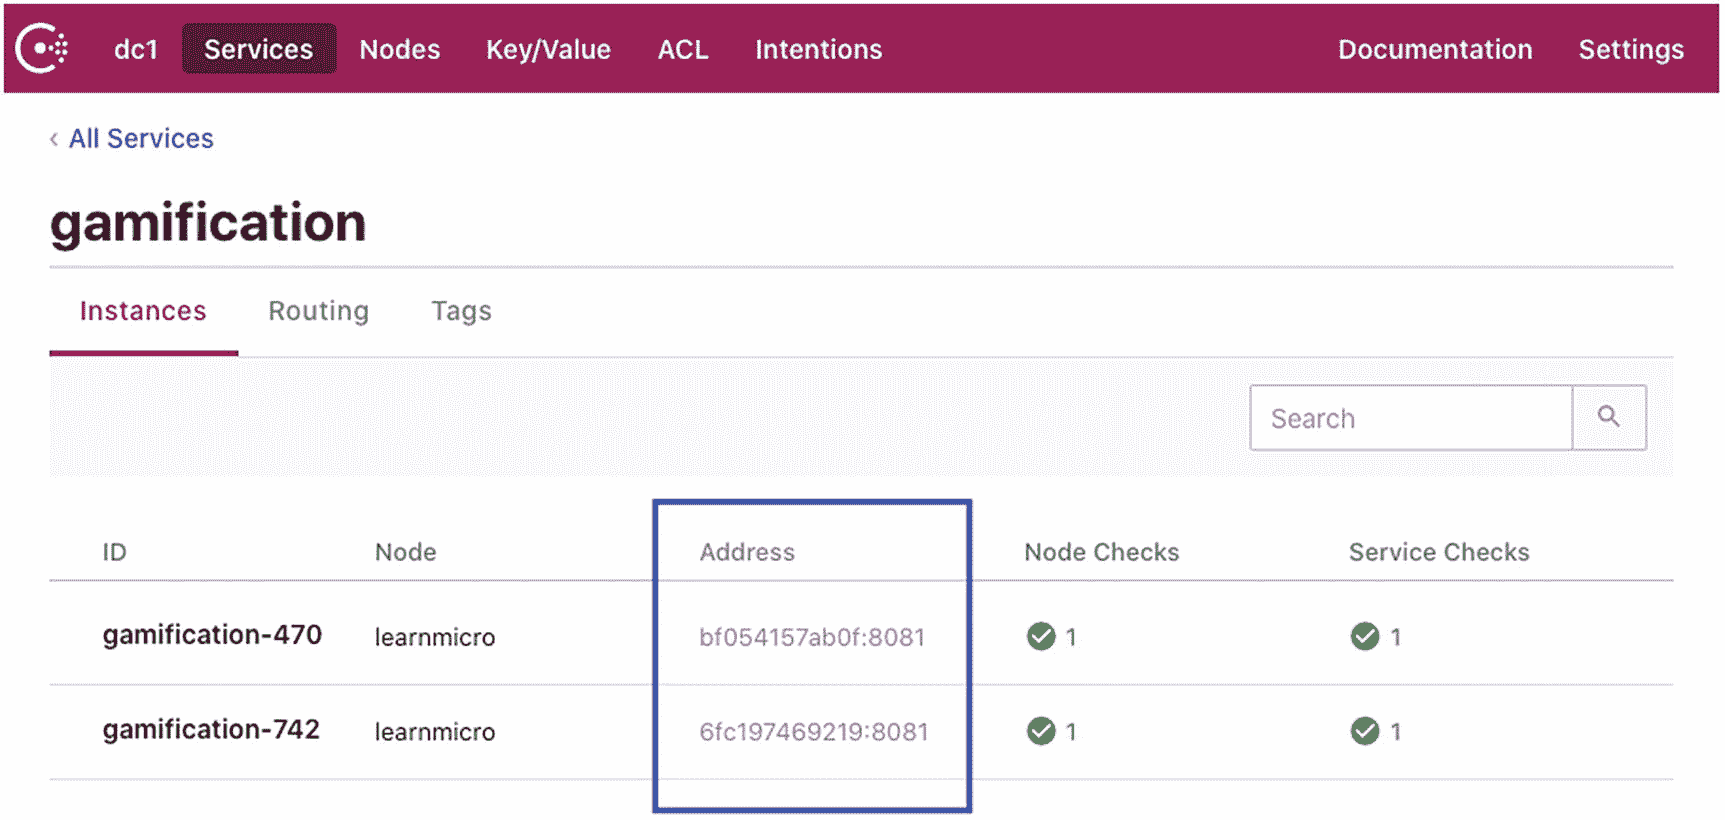 dc1 Services Nodes Key/Value ACL Intentions Documentation Settings
‹ All Services
gamification
Instances Routing Tags
Search
ID Node Address Node Checks Service Checks
gamification-470 learnmicro bf054157ab0f:8081 1 1
gamification-742 learnmicro 6fc197469219:8081 1 1